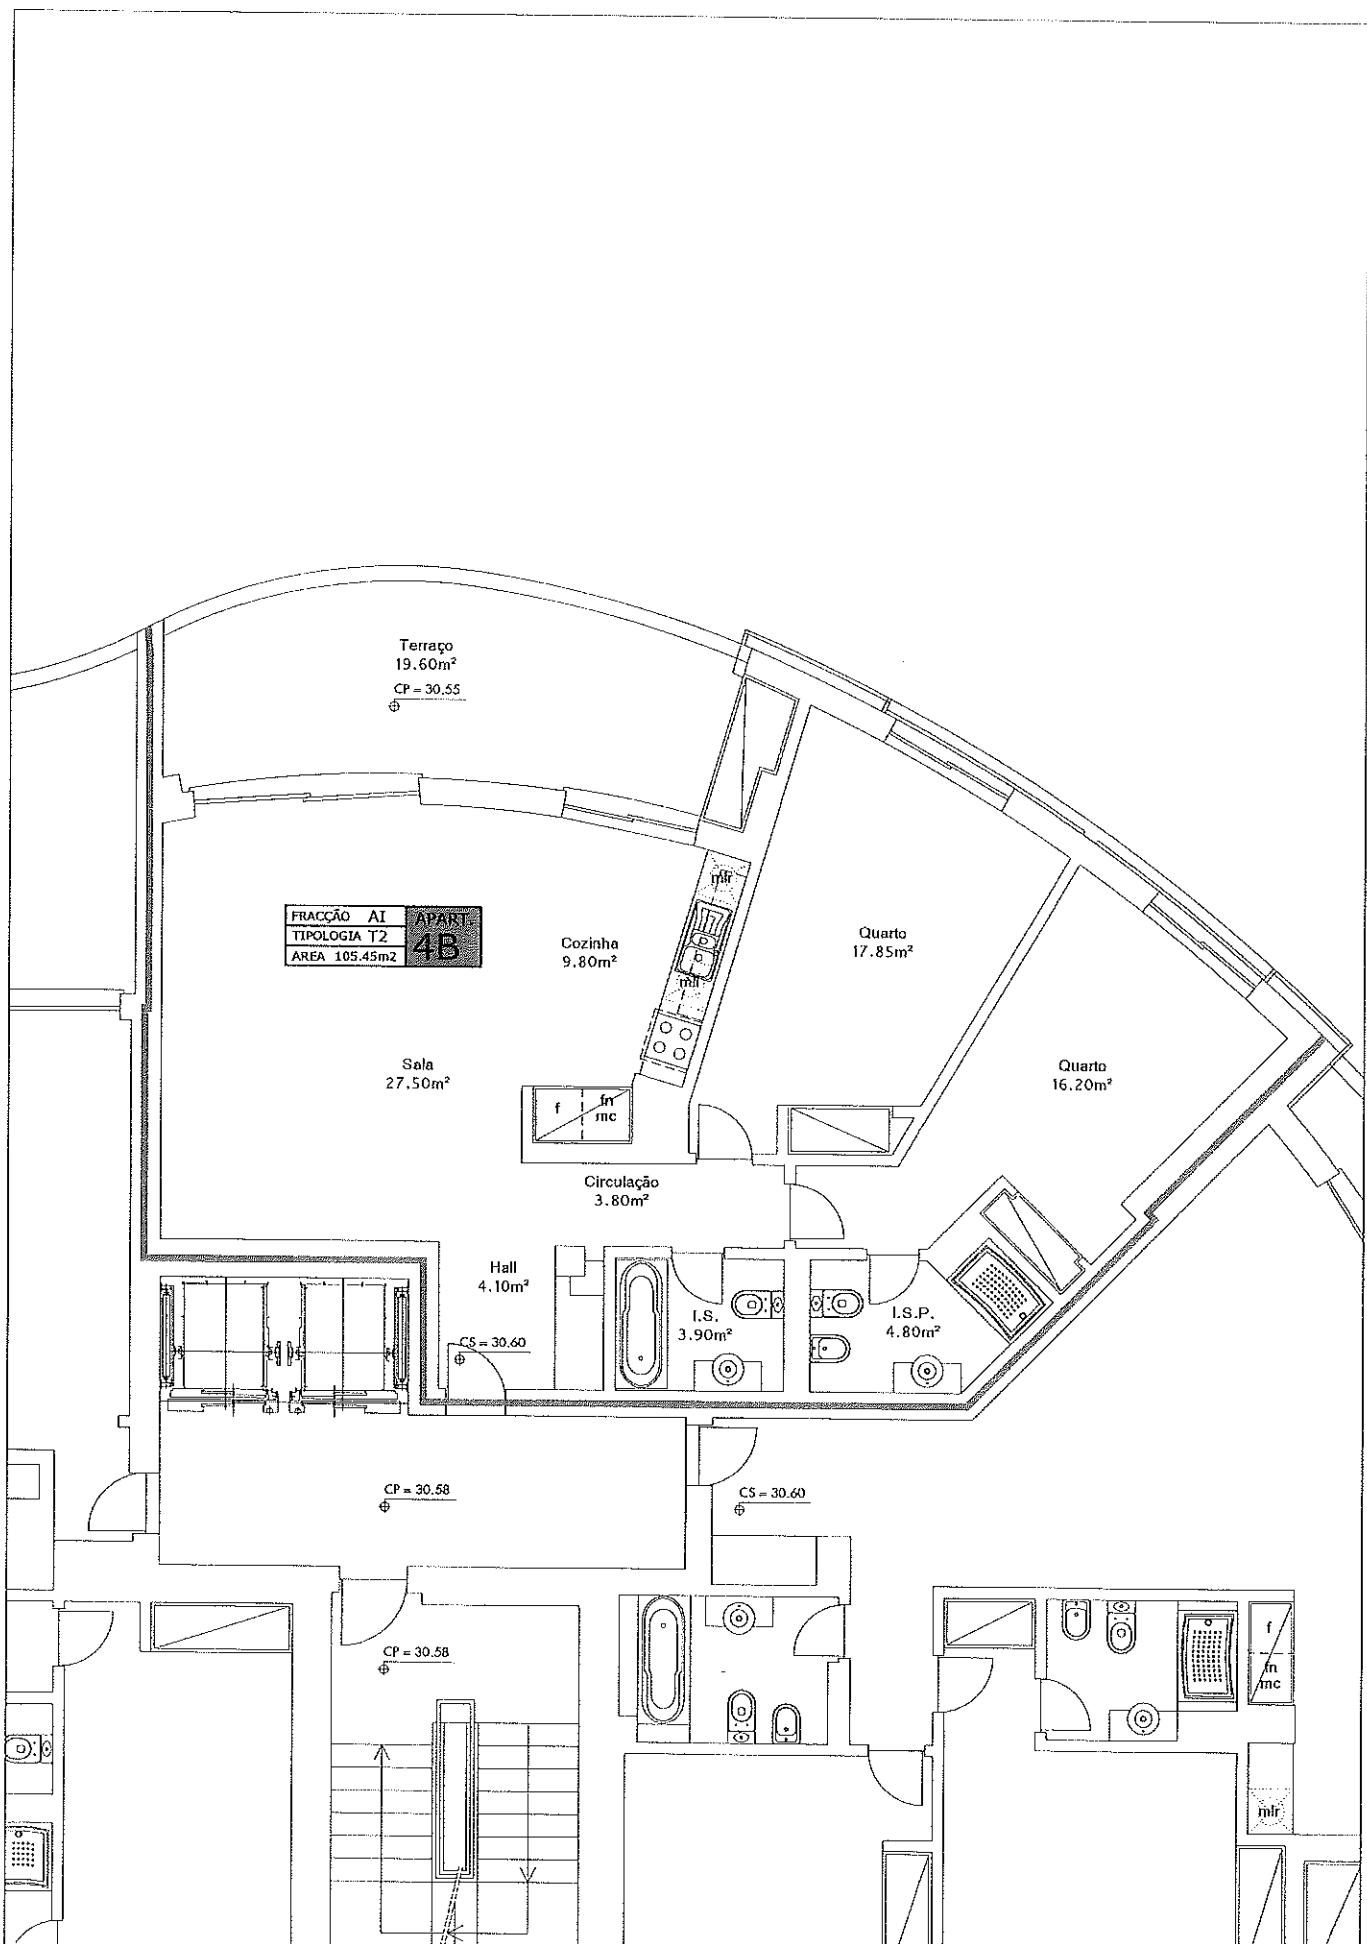 Terraço
19.60m²
CP = 30.55
FRACÇÃO AI
TIPOLOGIA T2
ÁREA 105.45m2
APART.
4B
Cozinha
9.80m²
mlr
Quarto
17.85m²
Sala
27.50m²
Quarto
16.20m²
f
fn
mc
Circulação
3.80m²
Hall
4.10m²
I.S.
3.90m²
I.S.P.
4.80m²
CS = 30.60
CP = 30.58
CS = 30.60
CP = 30.58
f
fn
mc
mlr